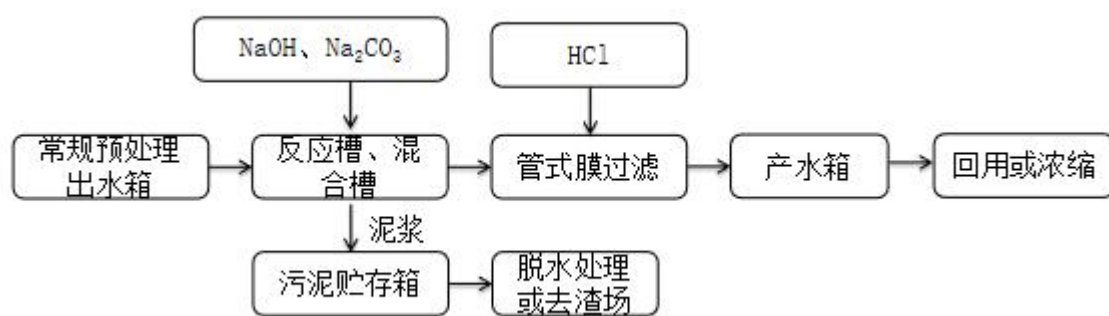 NaOH、Na₂CO₃
HCl
常规预处理
出水箱
反应槽、混
合槽
管式膜过滤
产水箱
回用或浓缩
泥浆
污泥贮存箱
脱水处理
或去渣场